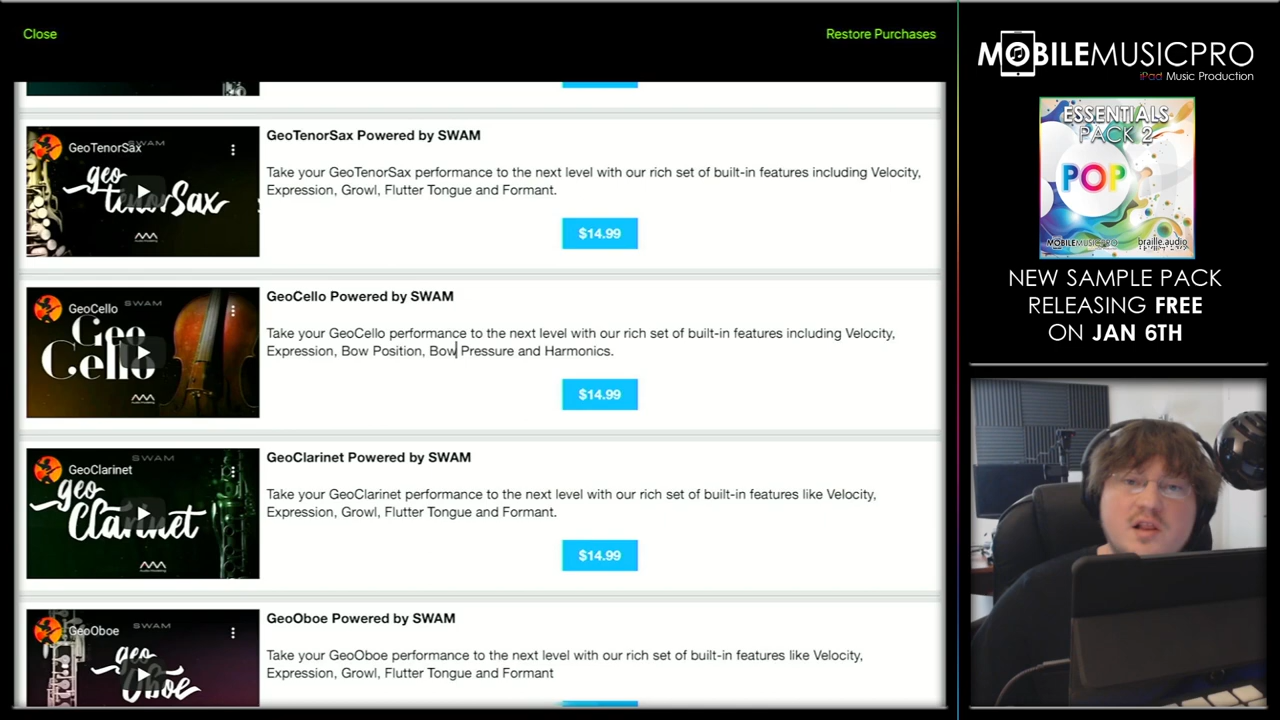 Close
Restore Purchases
SWAM
GeoTenorSax
geo
tenorSax
GeoTenorSax Powered by SWAM
Take your GeoTenorSax performance to the next level with our rich set of built-in features including Velocity,
Expression, Growl, Flutter Tongue and Formant.
$14.99
SWAM
GeoCello
Geo
Cello
GeoCello Powered by SWAM
Take your GeoCello performance to the next level with our rich set of built-in features including Velocity,
Expression, Bow Position, Bow Pressure and Harmonics.
$14.99
SWAM
GeoClarinet
geo
Clarinet
GeoClarinet Powered by SWAM
Take your GeoClarinet performance to the next level with our rich set of built-in features like Velocity,
Expression, Growl, Flutter Tongue and Formant.
$14.99
SWAM
GeoOboe
geo
Oboe
GeoOboe Powered by SWAM
Take your GeoOboe performance to the next level with our rich set of built-in features like Velocity,
Expression, Growl, Flutter Tongue and Formant
MOBILEMUSICPRO
iPad Music Production
ESSENTIALS
PACK 2
POP
MOBILEMUSICPRO
braille.audio
NEW SAMPLE PACK
RELEASING FREE
ON JAN 6TH